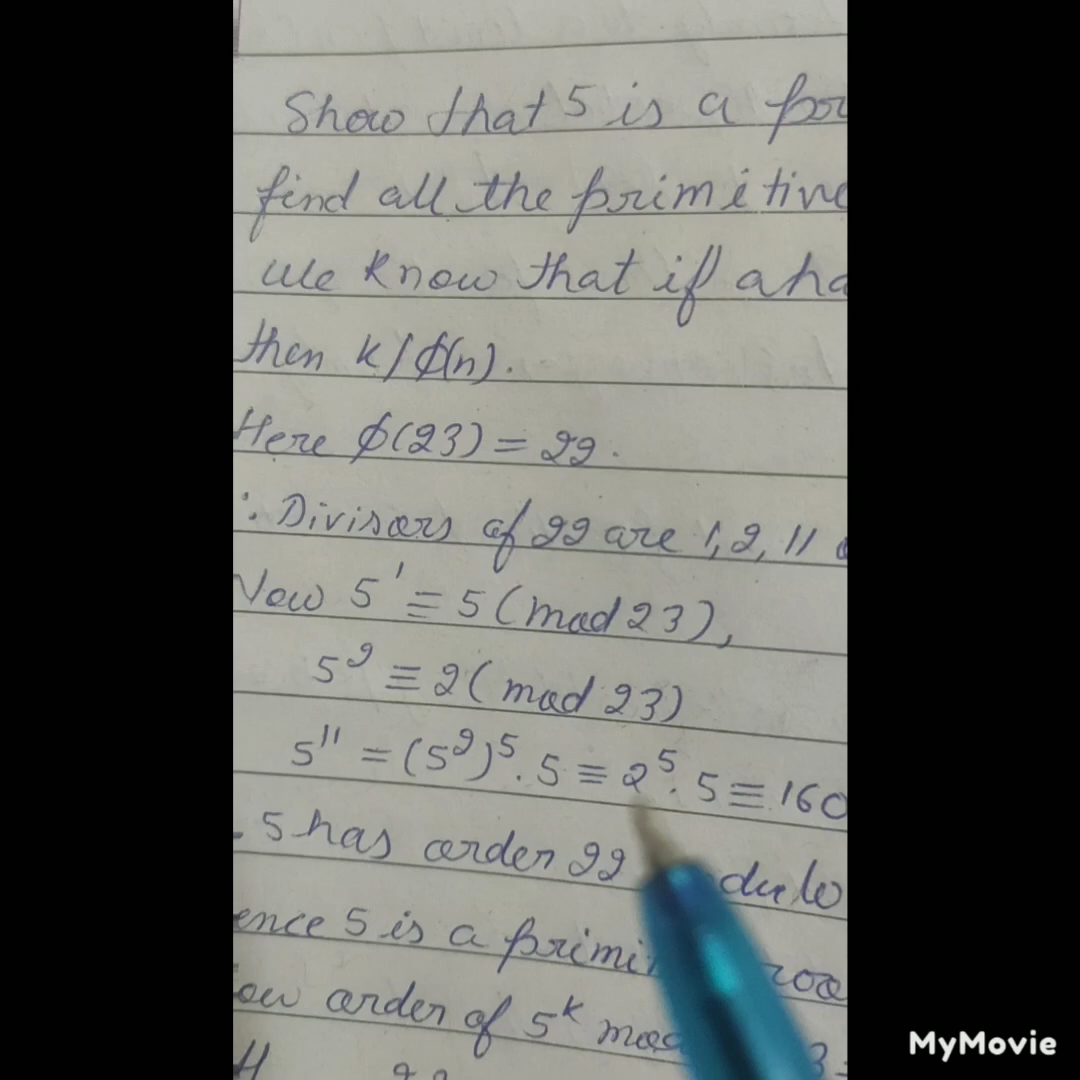 Show that 5 is a
find all the primitive
we know that if a
then k/ϕ(n).
Here ϕ(23) = 22.
∴ Divisors of 22 are 1, 2, 11
Now 5¹ ≡ 5 (mod 23),
5² ≡ 2 (mod 23)
5¹¹ = (5²)⁵. 5 ≡ 2⁵. 5 ≡ 160
. 5 has order 22
ence 5 is a
order of 5ᵏ
22
MyMovie